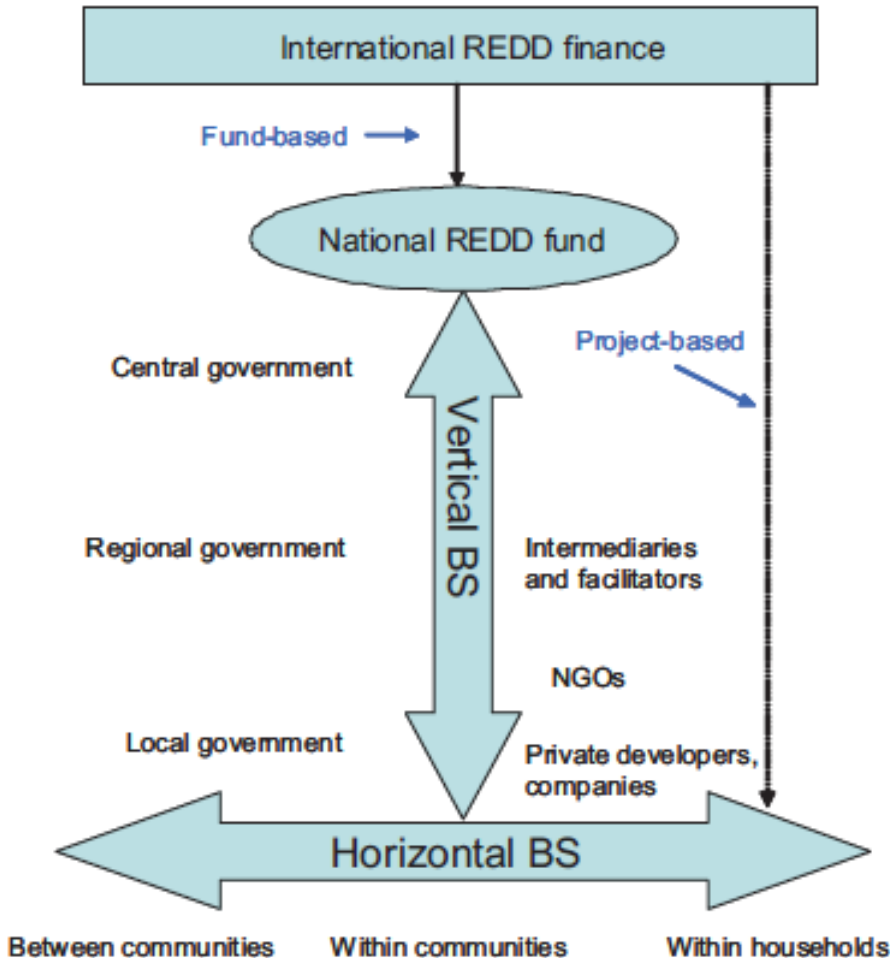 International REDD finance
Fund-based
National REDD fund
Project-based
Central government
Vertical BS
Regional government
Intermediaries
and facilitators
NGOs
Local government
Private developers,
companies
Horizontal BS
Between communities
Within communities
Within households